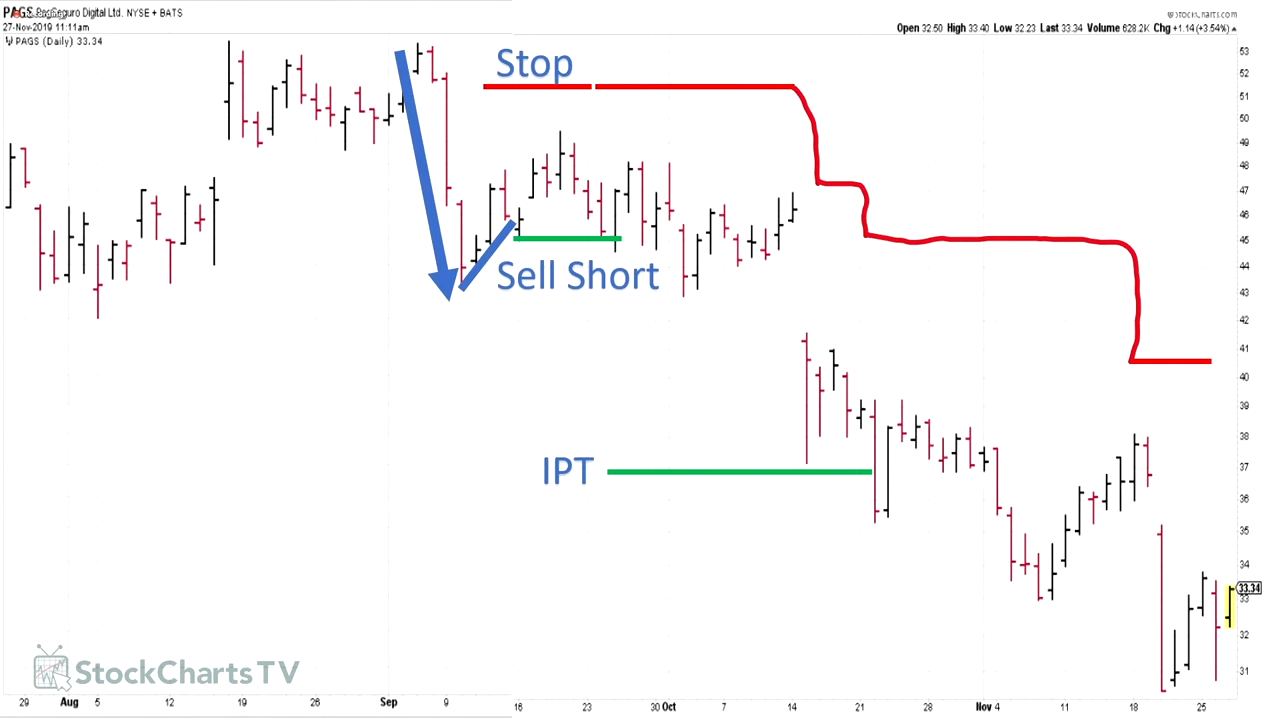 PAGS PagSeguro Digital Ltd. NYSE + BATS
© StockCharts.com
27-Nov-2019 11:11am
Open 32.50 High 33.40 Low 32.23 Last 33.34 Volume 628.2K Chg +1.14 (+3.54%)
PAGS (Daily) 33.34
Stop
Sell Short
IPT
53
52
51
50
49
48
47
46
45
44
43
42
41
40
39
38
37
36
35
34
33.34
33
32
31
StockCharts TV
29 Aug 5 12 19 26 Sep 9 16 23 30 Oct 7 14 21 28 Nov 4 11 18 25